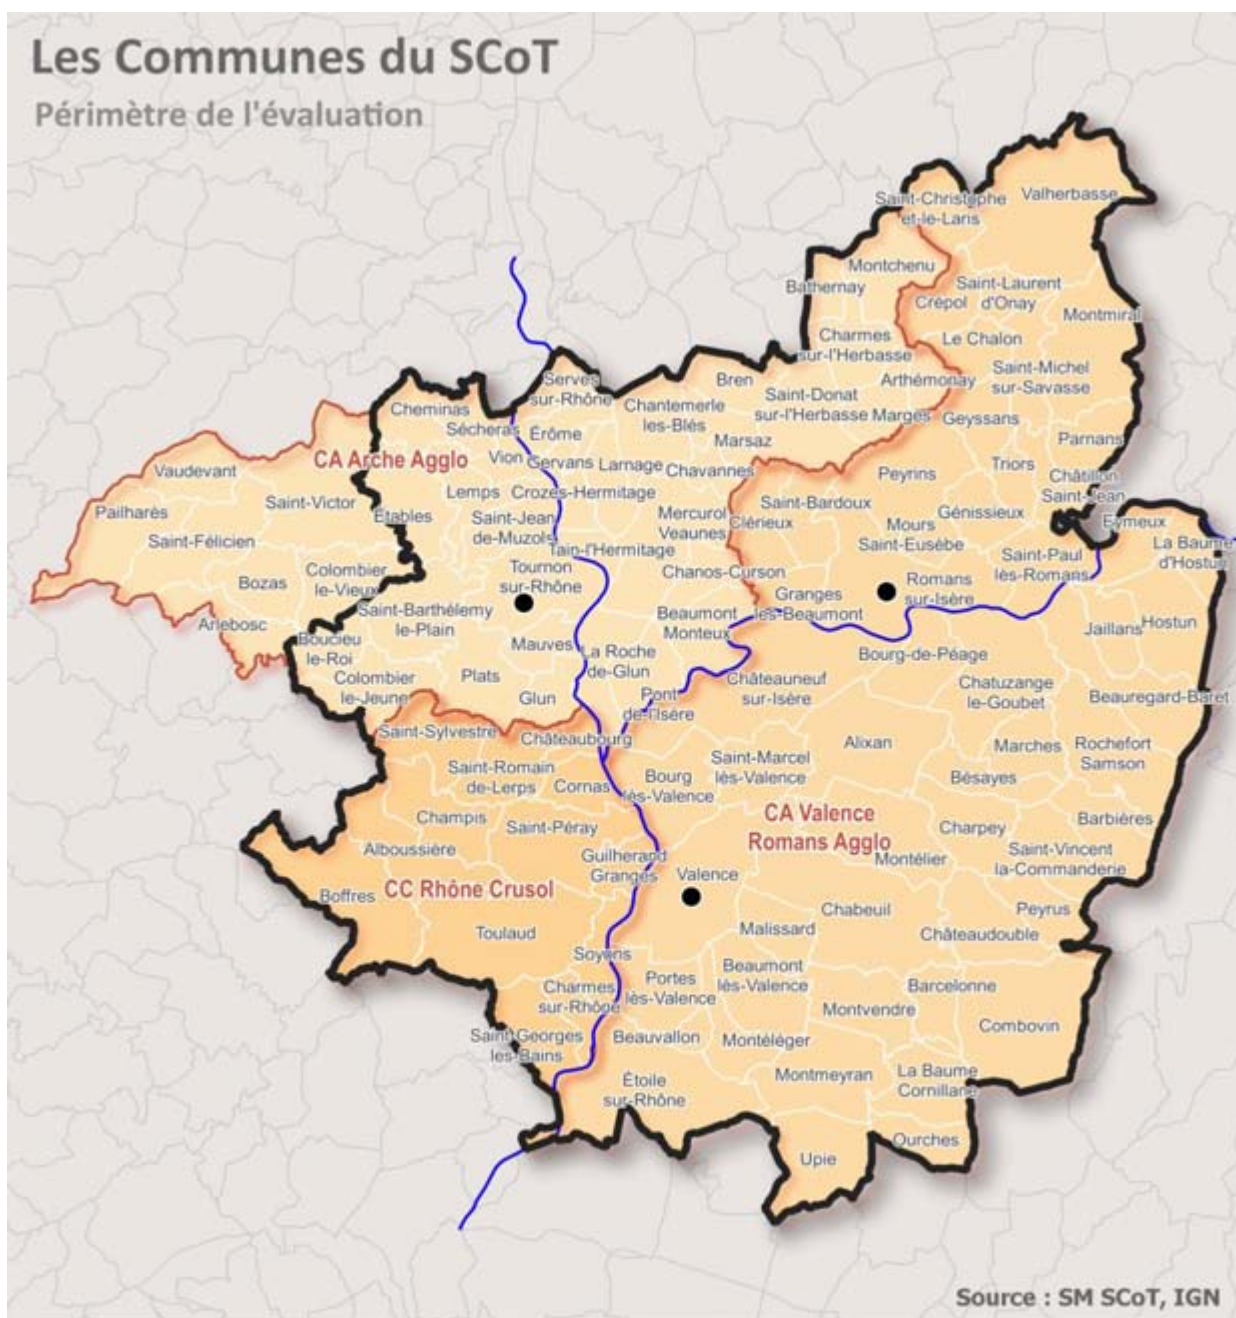 Les Communes du SCoT
Périmètre de l'évaluation
Saint-Christophe
et-le-Laris
Valherbasse
Montchenu
Bathernay
Saint-Laurent
d'Onay
Crépol
Montmiral
Charmes
sur-l'Herbasse
Le Chalon
Saint-Michel
sur-Savasse
Arthémonay
Serves
sur-Rhône
Bren
Saint-Donat
sur-l'Herbasse
Marges
Geyssans
Chantemerle
les-Blés
Cheminas
Sécheras
Érôme
Marsaz
Parnans
CA Arche Agglo
Vion
Gervans
Larnage
Chavannes
Peyrins
Triors
Châtillon
Saint-Jean
Vaudevant
Saint-Victor
Lemps
Crozes-Hermitage
Saint-Bardoux
Pailharès
Étables
Saint-Jean
de-Muzols
Mercurol
Veaunes
Clérieux
Mours
Saint-Eusèbe
Génissieux
Eymeux
La Baume
d'Hostun
Saint-Félicien
Tain-l'Hermitage
Saint-Paul
lès-Romans
Bozas
Colombier
le-Vieux
Tournon
sur-Rhône
Chanos-Curson
Granges
les-Beaumont
Romans
sur-Isère
Arlebosc
Saint-Barthélemy
le-Plain
Beaumont
Monteux
Jaillans
Hostun
Boucieu
le-Roi
Mauves
La Roche
de-Glun
Bourg-de-Péage
Colombier
le-Jeune
Plats
Glun
Pont
de-l'Isère
Châteauneuf
sur-Isère
Chatuzange
le-Goubet
Beauregard-Baret
Saint-Sylvestre
Châteaubourg
Alixan
Marches
Rochefort
Samson
Saint-Romain
de-Lerps
Cornas
Bourg
lès-Valence
Saint-Marcel
lès-Valence
Bésayes
Champis
Saint-Péray
CA Valence
Romans Agglo
Charpey
Barbières
Alboussière
Guilherand
Granges
Montélier
Saint-Vincent
la-Commanderie
Boffres
CC Rhône Crusol
Valence
Chabeuil
Peyrus
Toulaud
Malissard
Châteaudouble
Soyons
Charmes
sur-Rhône
Portes
lès-Valence
Beaumont
lès-Valence
Barcelonne
Montvendre
Combovin
Saint-Georges
les-Bains
Beauvallon
Montéléger
Étoile
sur-Rhône
Montmeyran
La Baume
Cornillane
Ourches
Upie
Source : SM SCoT, IGN